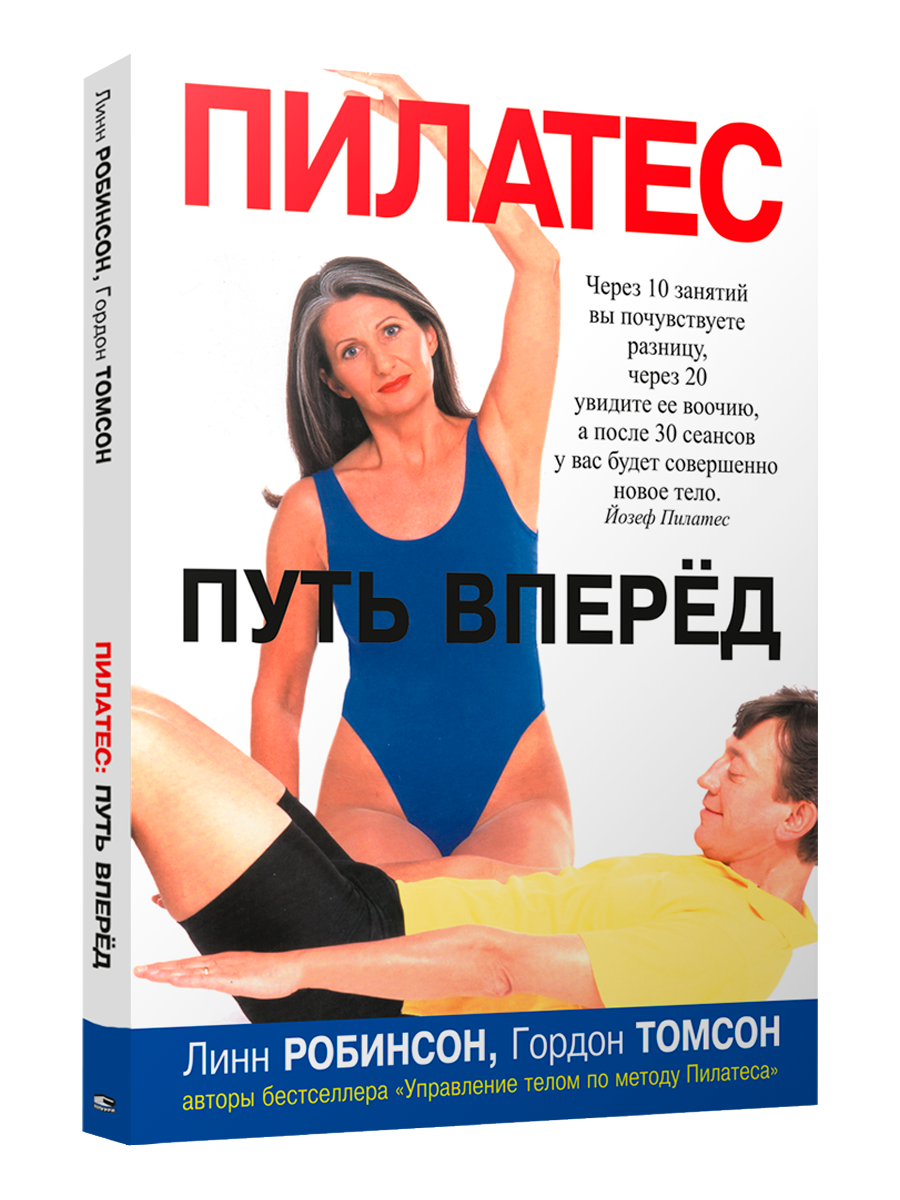 ПИЛАТЕС
Через 10 занятий
вы почувствуете
разницу,
через 20
увидите ее воочию,
а после 30 сеансов
у вас будет совершенно
новое тело.
Йозеф Пилатес
ПУТЬ ВПЕРЁД
Линн РОБИНСОН, Гордон ТОМСОН
авторы бестселлера «Управление телом по методу Пилатеса»
Линн РОБИНСОН, Гордон ТОМСОН
ПИЛАТЕС: ПУТЬ ВПЕРЁД